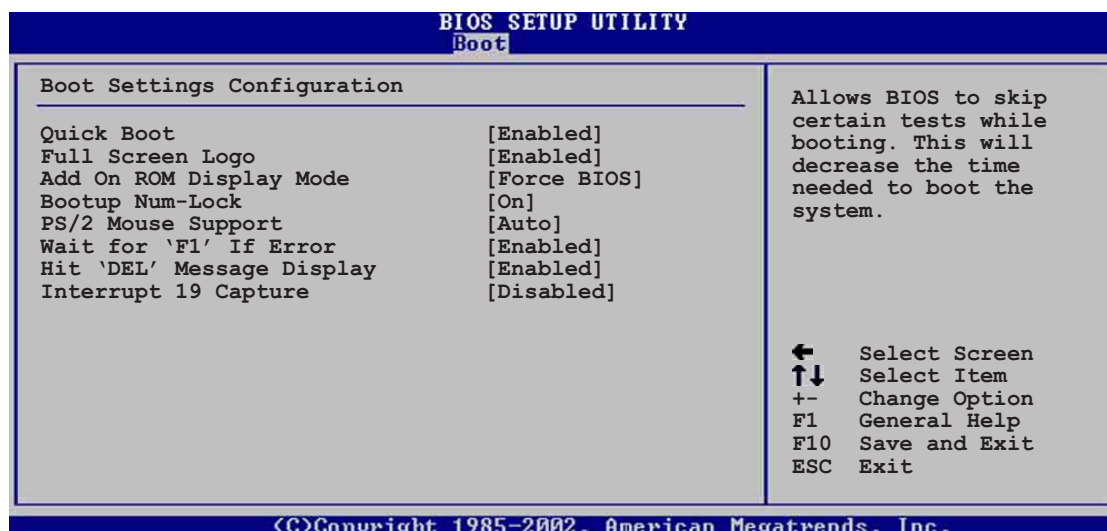 BIOS SETUP UTILITY
Boot
Boot Settings Configuration
Quick Boot [Enabled]
Full Screen Logo [Enabled]
Add On ROM Display Mode [Force BIOS]
Bootup Num-Lock [On]
PS/2 Mouse Support [Auto]
Wait for ‘F1’ If Error [Enabled]
Hit ‘DEL’ Message Display [Enabled]
Interrupt 19 Capture [Disabled]
Allows BIOS to skip
certain tests while
booting. This will
decrease the time
needed to boot the
system.
← Select Screen
↑↓ Select Item
+- Change Option
F1 General Help
F10 Save and Exit
ESC Exit
(C)Copyright 1985-2002, American Megatrends, Inc.